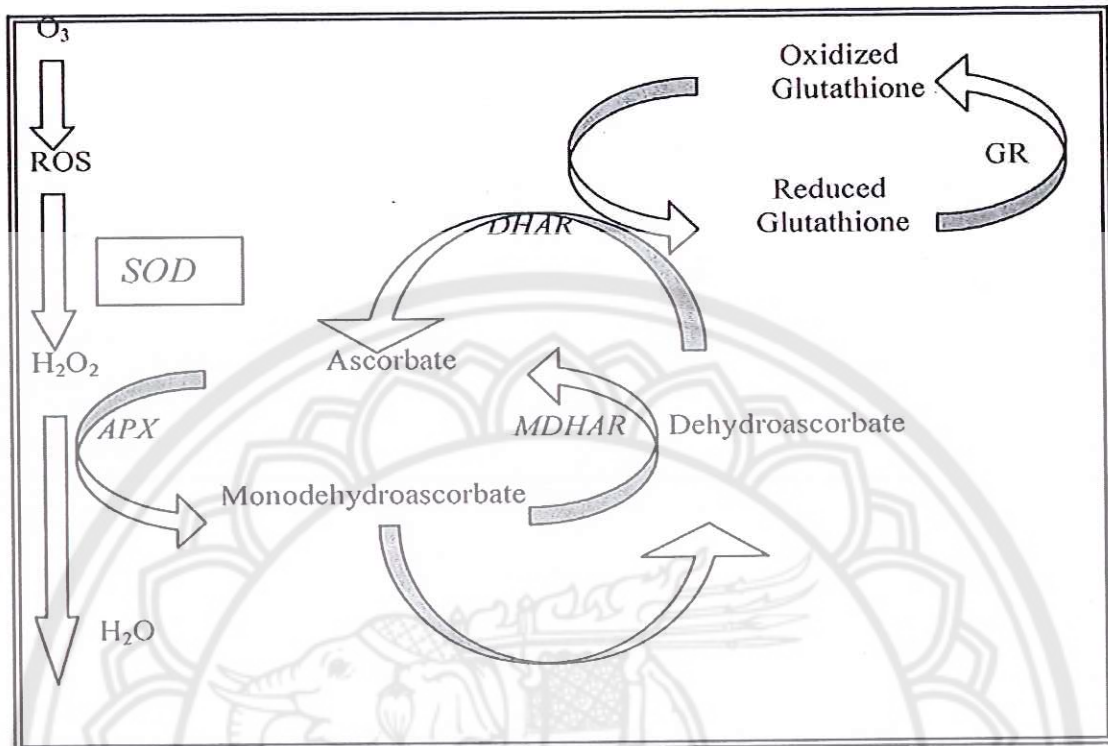 O₃
Oxidized
Glutathione
ROS
GR
Reduced
Glutathione
DHAR
SOD
H₂O₂
Ascorbate
APX
MDHAR
Dehydroascorbate
Monodehydroascorbate
H₂O